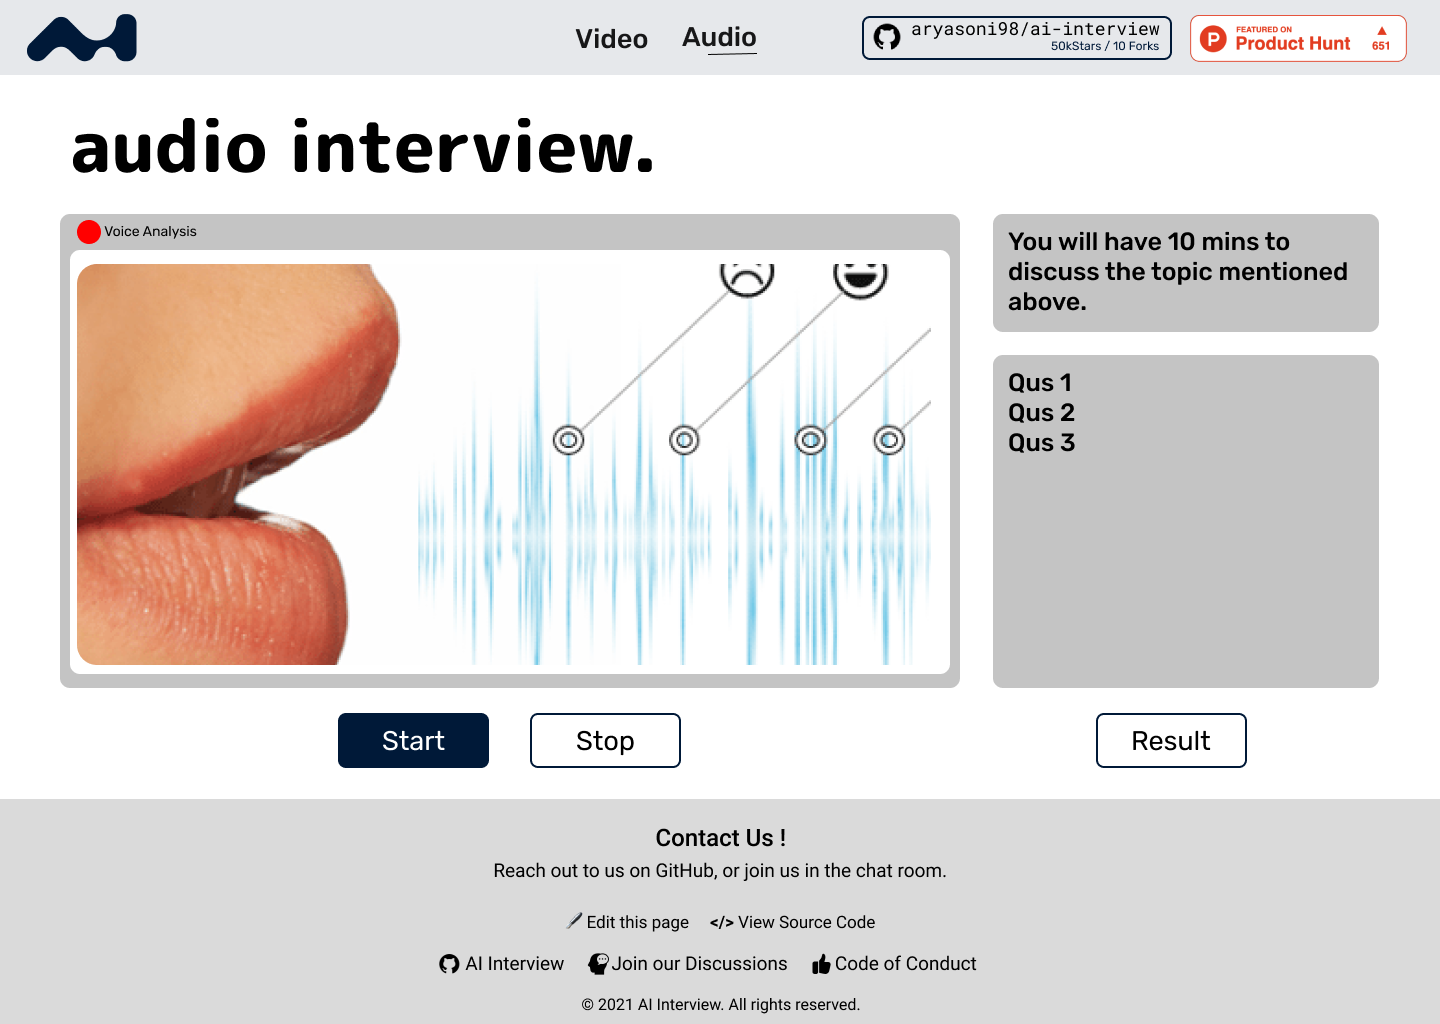 Video Audio
aryasoni98/ai-interview
50kStars / 10 Forks
FEATURED ON
P Product Hunt
651
audio interview.
Voice Analysis
You will have 10 mins to
discuss the topic mentioned
above.
Qus 1
Qus 2
Qus 3
Start Stop Result
Contact Us !
Reach out to us on GitHub, or join us in the chat room.
Edit this page </> View Source Code
AI Interview Join our Discussions Code of Conduct
© 2021 AI Interview. All rights reserved.